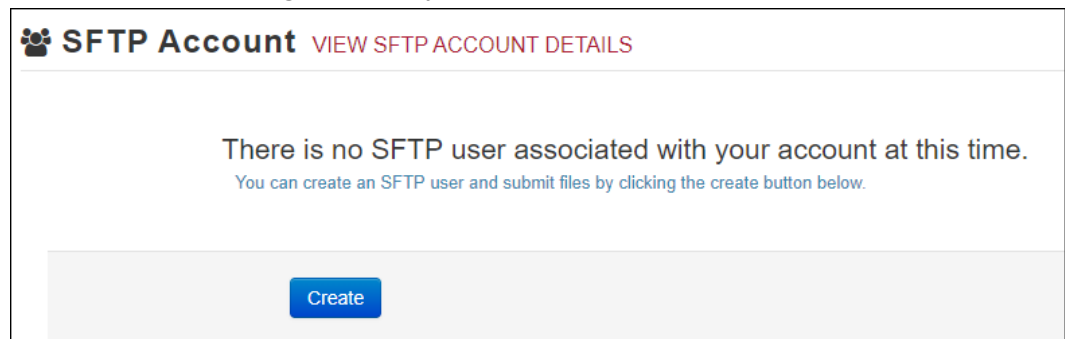 SFTP Account VIEW SFTP ACCOUNT DETAILS
There is no SFTP user associated with your account at this time.
You can create an SFTP user and submit files by clicking the create button below.
Create